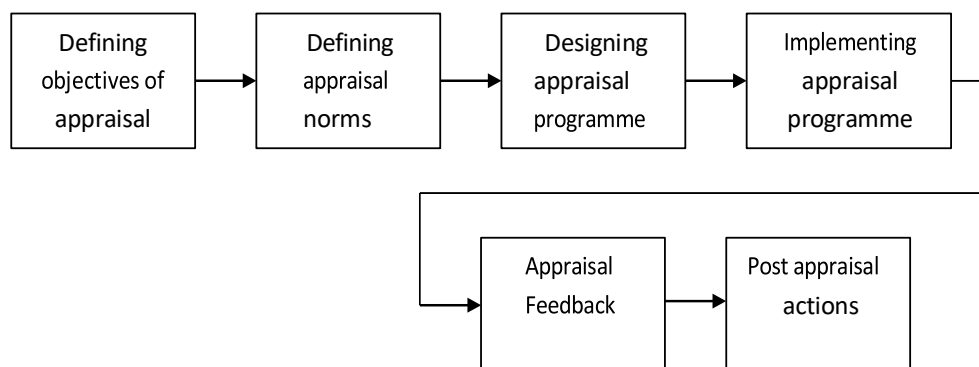 Defining
objectives of
appraisal
Defining
appraisal
norms
Designing
appraisal
programme
Implementing
appraisal
programme
Appraisal
Feedback
Post appraisal
actions